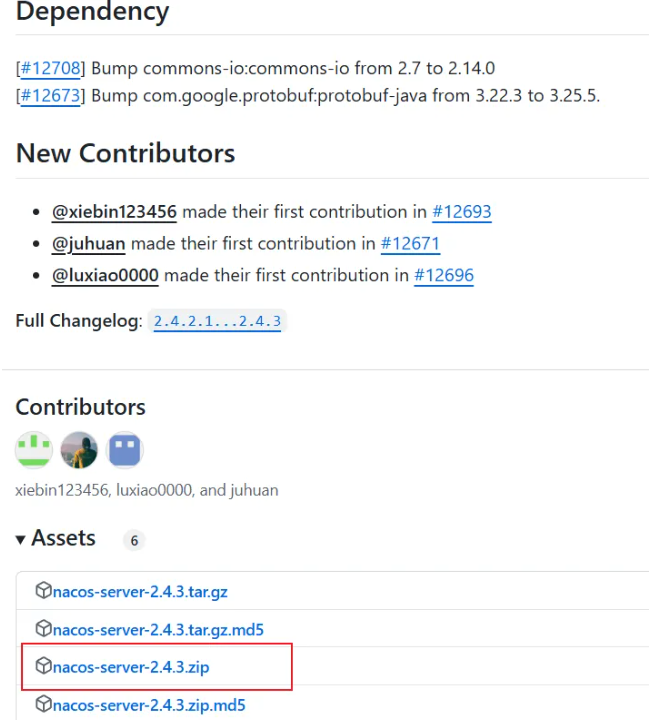 Dependency
[#12708] Bump commons-io:commons-io from 2.7 to 2.14.0
[#12673] Bump com.google.protobuf:protobuf-java from 3.22.3 to 3.25.5.
New Contributors
• @xiebin123456 made their first contribution in #12693
• @juhuan made their first contribution in #12671
• @luxiao0000 made their first contribution in #12696
Full Changelog: 2.4.2.1...2.4.3
Contributors
xiebin123456, luxiao0000, and juhuan
Assets 6
nacos-server-2.4.3.tar.gz
nacos-server-2.4.3.tar.gz.md5
nacos-server-2.4.3.zip
nacos-server-2.4.3.zip.md5